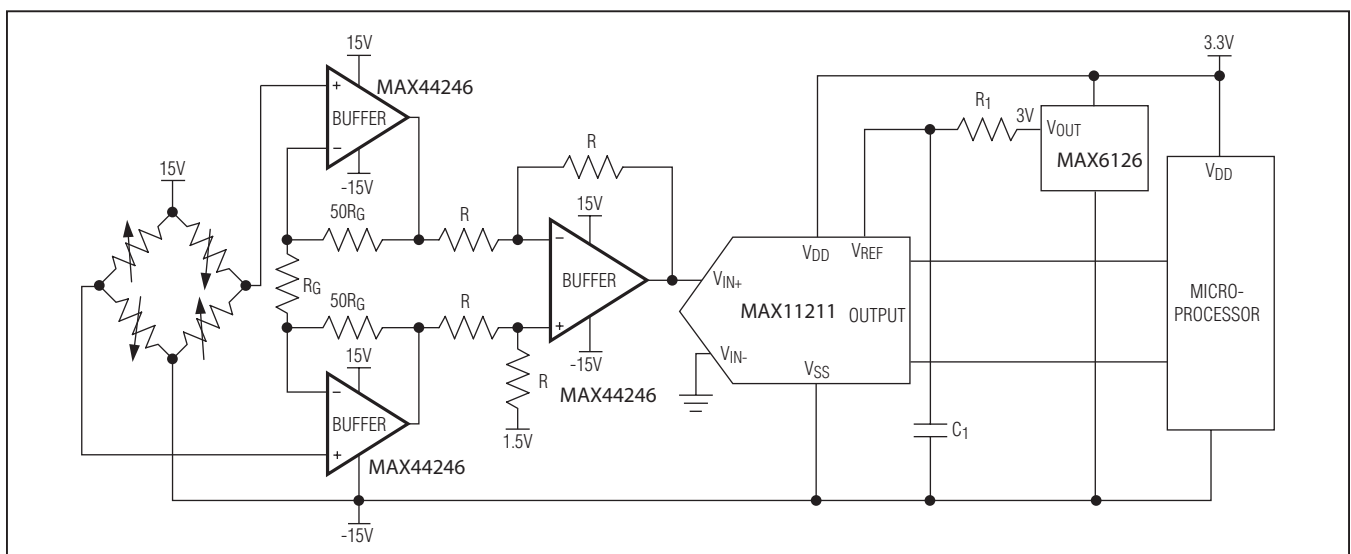 15V
MAX44246
+
BUFFER
−
-15V
15V
50RG
R
R
RG
50RG
R
15V
−
BUFFER
+
-15V
MAX44246
R
1.5V
15V
−
BUFFER
+
MAX44246
-15V
3.3V
R1
3V
VOUT
MAX6126
VDD
VREF
VIN+
MAX11211
OUTPUT
VIN-
VSS
C1
VDD
MICRO-
PROCESSOR